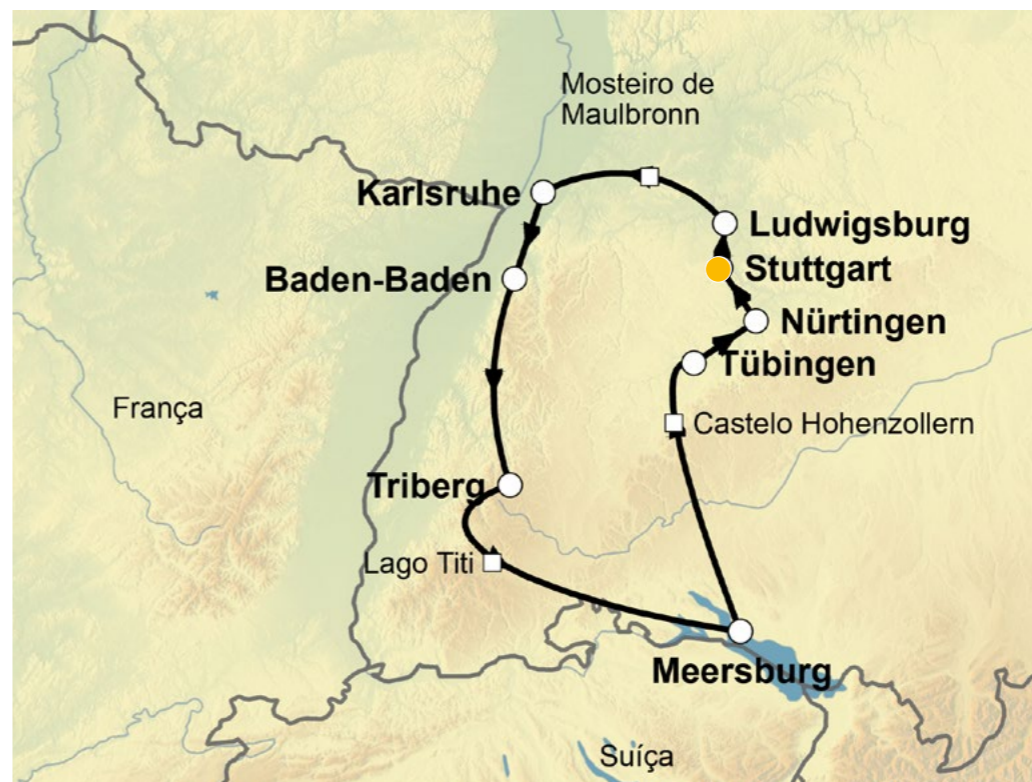 Mosteiro de
Maulbronn
Karlsruhe
Ludwigsburg
Stuttgart
Baden-Baden
Nürtingen
Tübingen
França
Castelo Hohenzollern
Triberg
Lago Titi
Meersburg
Suíça